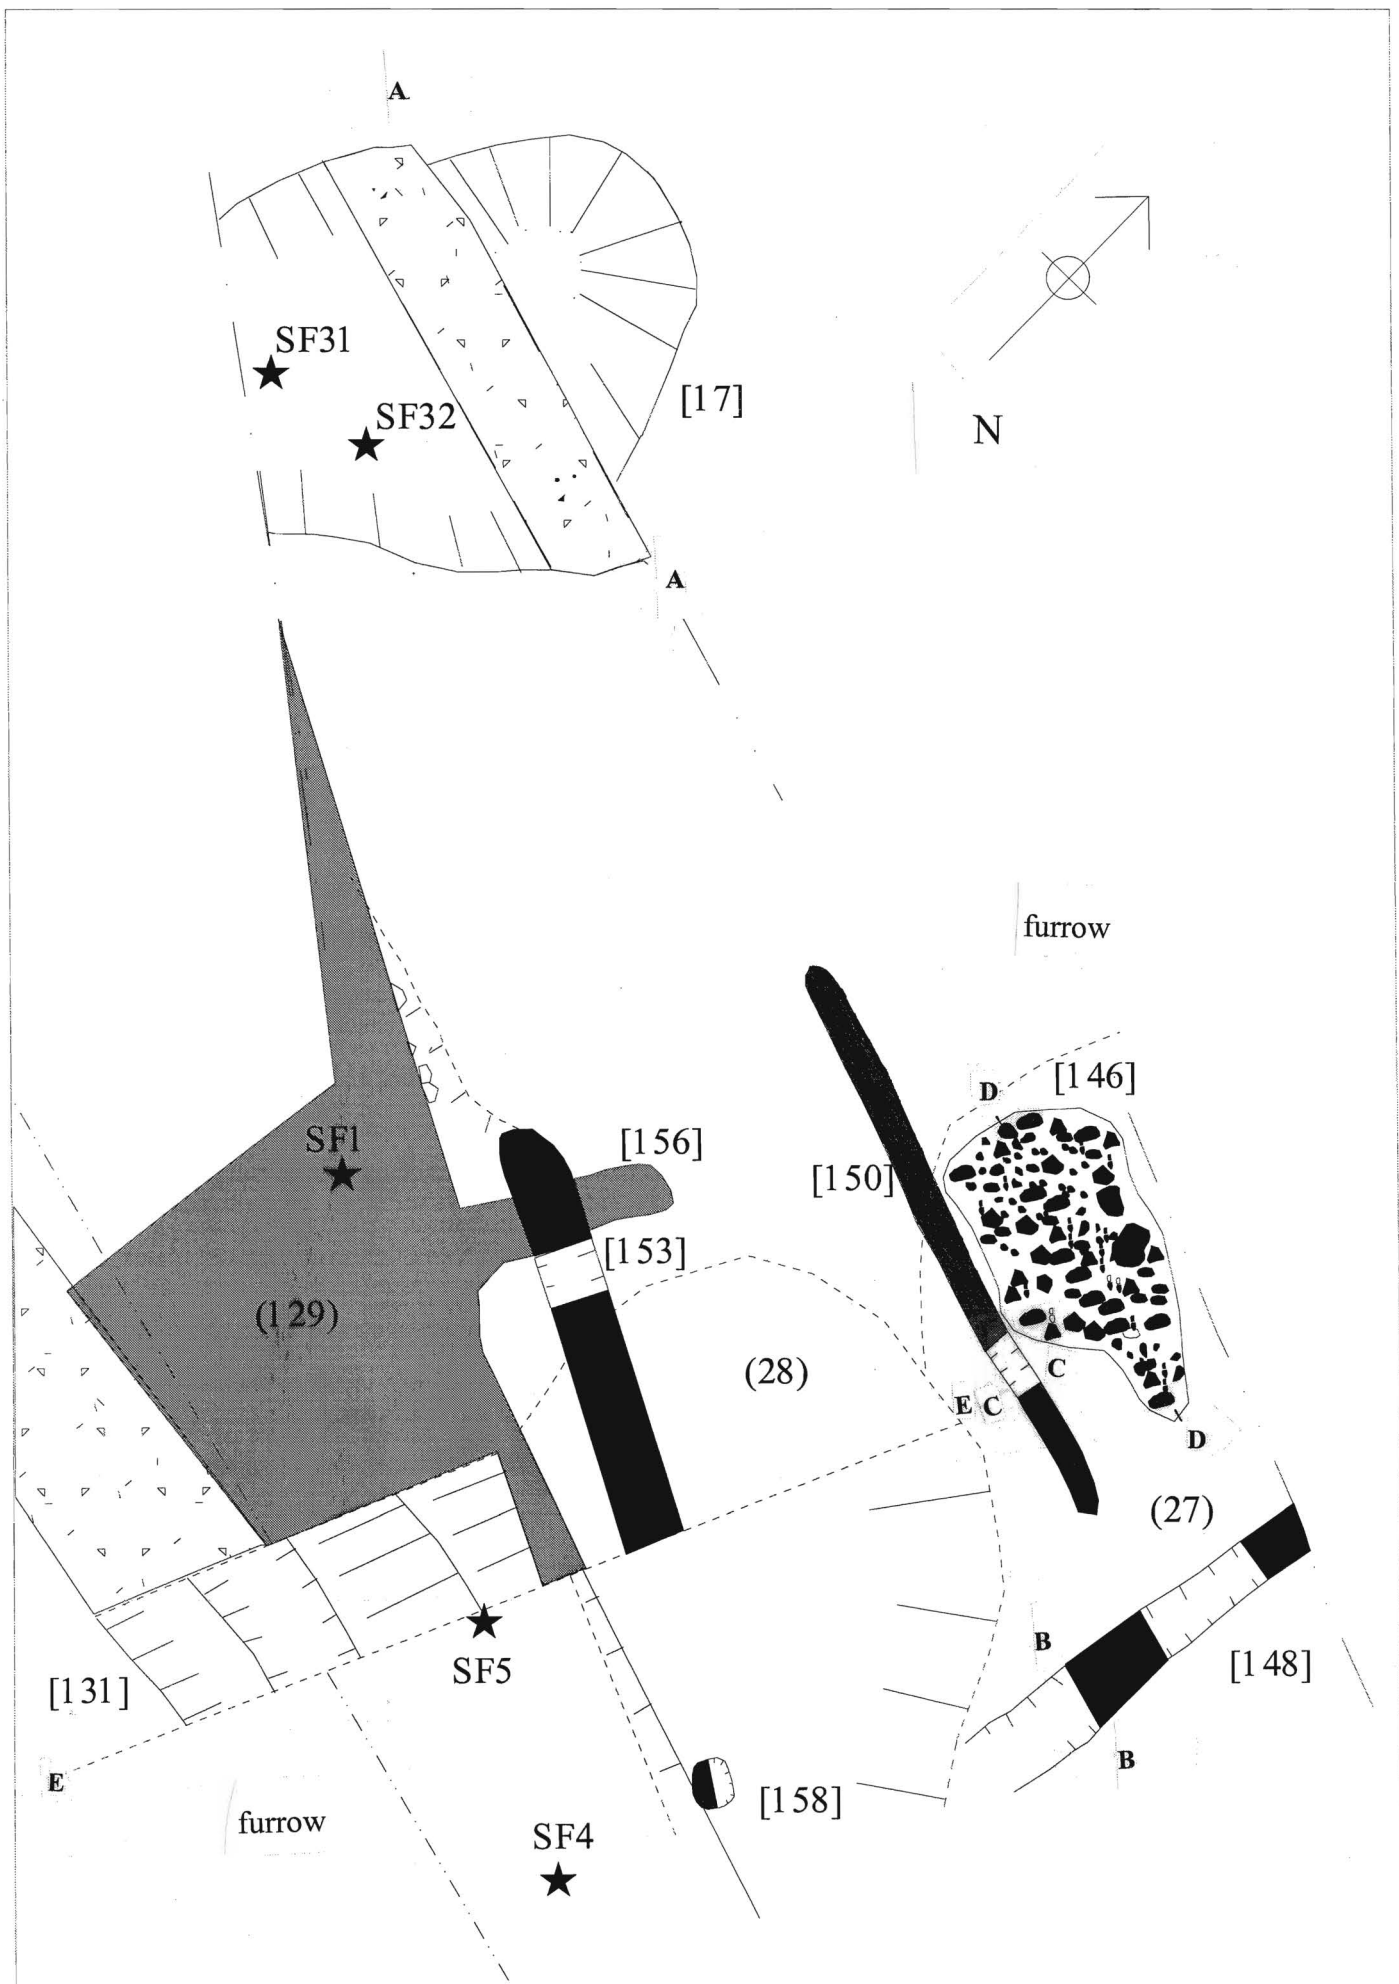 A
SF31
SF32
[17]
N
A
furrow
D
[146]
SF1
[156]
[150]
[153]
(129)
(28)
C
E
C
D
(27)
B
SF5
[148]
[131]
B
E
[158]
furrow
SF4